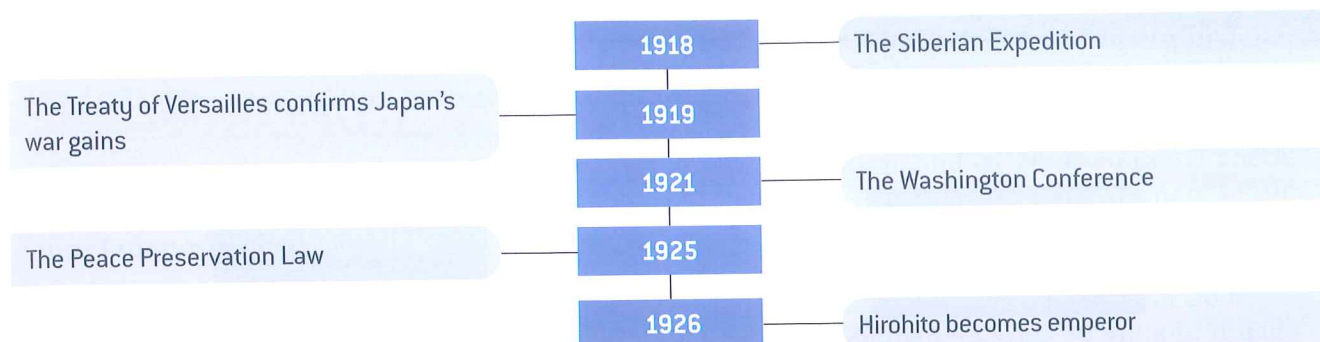 1918
The Siberian Expedition
The Treaty of Versailles confirms Japan's
war gains
1919
1921
The Washington Conference
The Peace Preservation Law
1925
1926
Hirohito becomes emperor